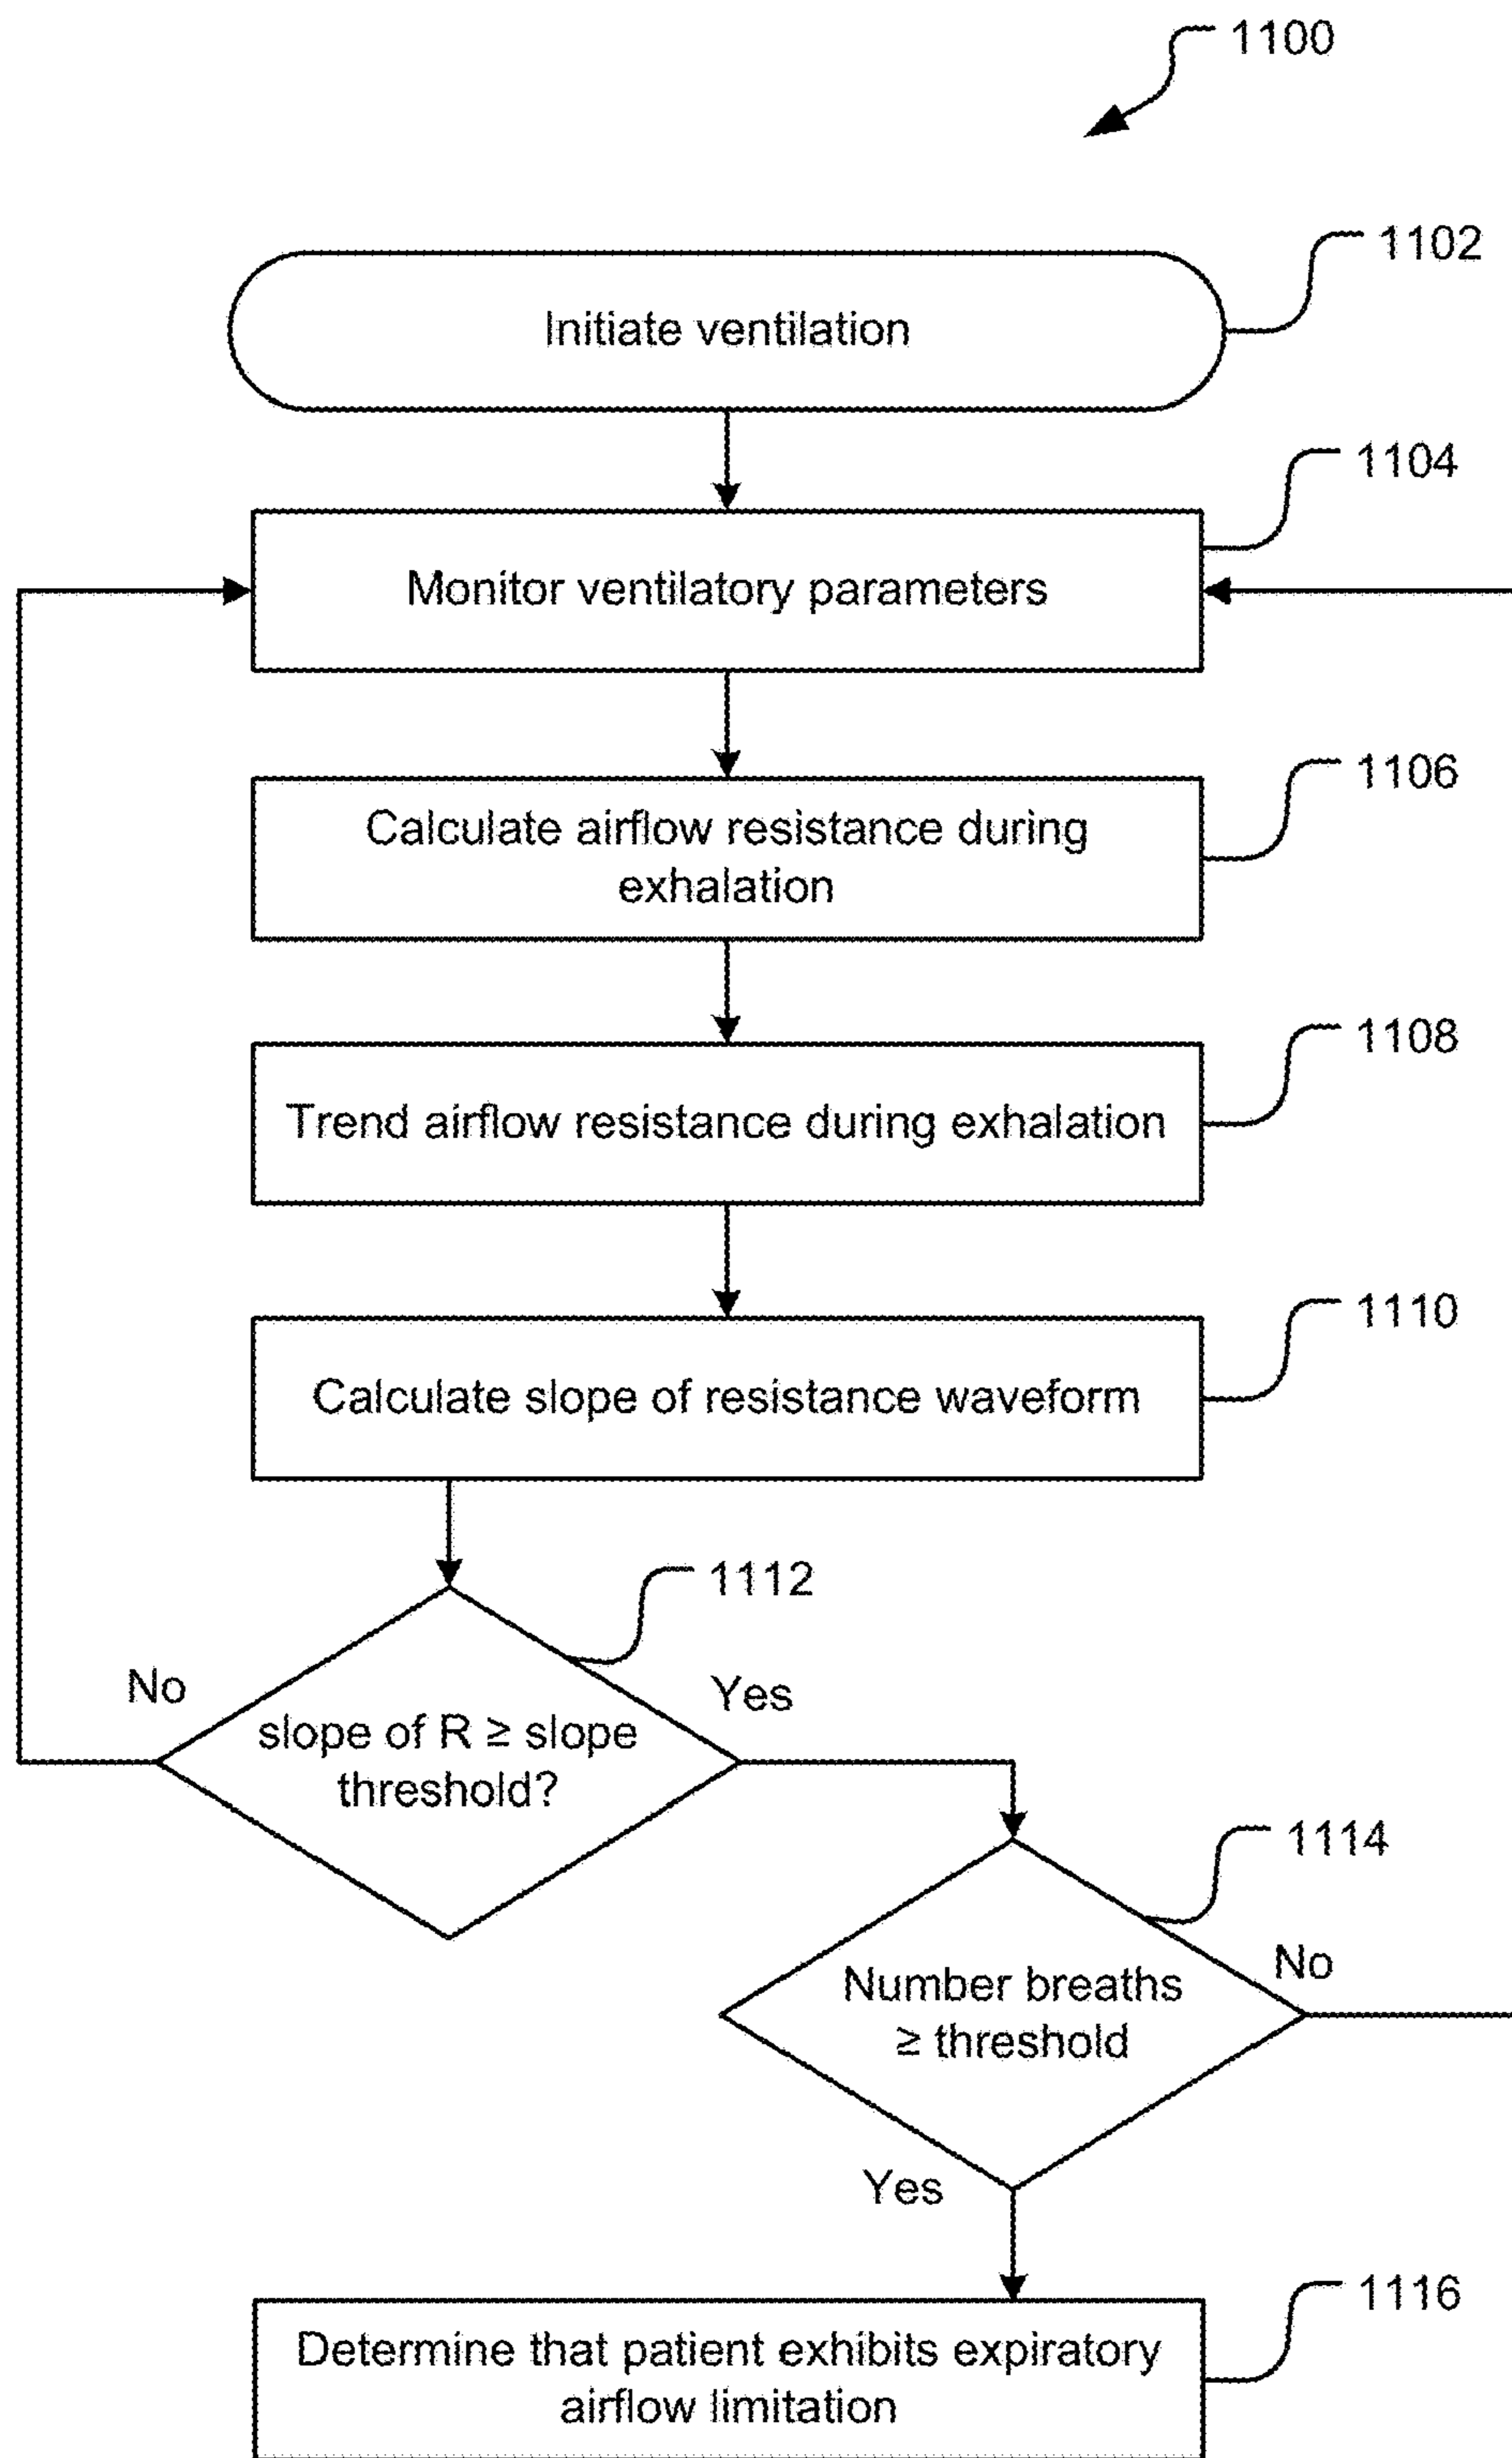 1100
1102
Initiate ventilation
1104
Monitor ventilatory parameters
1106
Calculate airflow resistance during
exhalation
1108
Trend airflow resistance during exhalation
1110
Calculate slope of resistance waveform
1112
No
Yes
slope of R ≥ slope
threshold?
1114
No
Number breaths
≥ threshold
Yes
1116
Determine that patient exhibits expiratory
airflow limitation